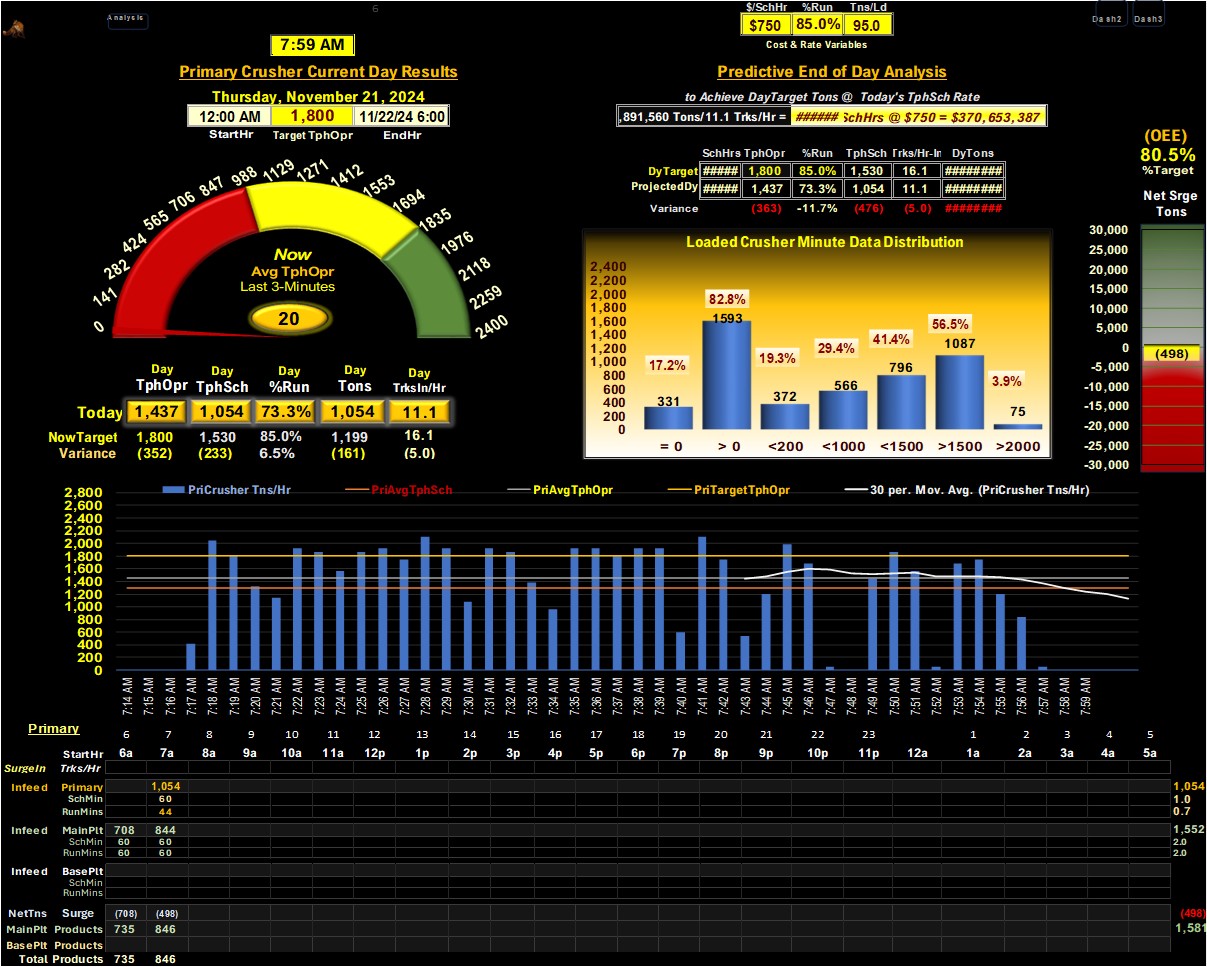 6
Analysis
$/SchHr %Run Tns/Ld
$750 85.0% 95.0
Cost & Rate Variables
Dash2 Dash3
7:59 AM
Primary Crusher Current Day Results
Thursday, November 21, 2024
12:00 AM 1,800 11/22/24 6:00
StartHr Target TphOpr EndHr
0 141 282 424 565 706 847 988 1129 1271 1412 1553 1694 1835 1976 2118 2259 2400
Now
Avg TphOpr
Last 3-Minutes
20
Day Day Day Day Day
TphOpr TphSch %Run Tons TrksIn/Hr
Today 1,437 1,054 73.3% 1,054 11.1
NowTarget 1,800 1,530 85.0% 1,199 16.1
Variance (352) (233) 6.5% (161) (5.0)
Predictive End of Day Analysis
to Achieve DayTarget Tons @ Today's TphSch Rate
,891,560 Tons/11.1 Trks/Hr = ###### SchHrs @ $750 = $370,653,387
SchHrs TphOpr %Run TphSch Trks/Hr-In DyTons
DyTarget ##### 1,800 85.0% 1,530 16.1 ########
ProjectedDy ##### 1,437 73.3% 1,054 11.1 ########
Variance (363) -11.7% (476) (5.0) ########
Loaded Crusher Minute Data Distribution
2,400
2,200
2,000
1,800
1,600
1,400
1,200
1,000
800
600
400
200
0
17.2% 82.8% 19.3% 29.4% 41.4% 56.5% 3.9%
331 1593 372 566 796 1087 75
= 0 > 0 <200 <1000 <1500 >1500 >2000
(OEE)
80.5%
%Target
Net Srge
Tons
30,000
25,000
20,000
15,000
10,000
5,000
0
-5,000
-10,000
-15,000
-20,000
-25,000
-30,000
(498)
PriCrusher Tns/Hr PriAvgTphSch PriAvgTphOpr PriTargetTphOpr 30 per. Mov. Avg. (PriCrusher Tns/Hr)
2,800
2,600
2,400
2,200
2,000
1,800
1,600
1,400
1,200
1,000
800
600
400
200
0
7:14 AM 7:15 AM 7:16 AM 7:17 AM 7:18 AM 7:19 AM 7:20 AM 7:21 AM 7:22 AM 7:23 AM 7:24 AM 7:25 AM 7:26 AM 7:27 AM 7:28 AM 7:29 AM 7:30 AM 7:31 AM 7:32 AM 7:33 AM 7:34 AM 7:35 AM 7:36 AM 7:37 AM 7:38 AM 7:39 AM 7:40 AM 7:41 AM 7:42 AM 7:43 AM 7:44 AM 7:45 AM 7:46 AM 7:47 AM 7:48 AM 7:49 AM 7:50 AM 7:51 AM 7:52 AM 7:53 AM 7:54 AM 7:55 AM 7:56 AM 7:57 AM 7:58 AM 7:59 AM
Primary
6 7 8 9 10 11 12 13 14 15 16 17 18 19 20 21 22 23 1 2 3 4 5
StartHr 6a 7a 8a 9a 10a 11a 12p 1p 2p 3p 4p 5p 6p 7p 8p 9p 10p 11p 12a 1a 2a 3a 4a 5a
SurgeIn Trks/Hr
Infeed Primary 1,054 1,054
SchMin 60 1.0
RunMins 44 0.7
Infeed MainPlt 708 844 1,552
SchMin 60 60 2.0
RunMins 60 60 2.0
Infeed BasePlt
SchMin
RunMins
NetTns Surge (708) (498) (498)
MainPlt Products 735 846 1,581
BasePlt Products
Total Products 735 846